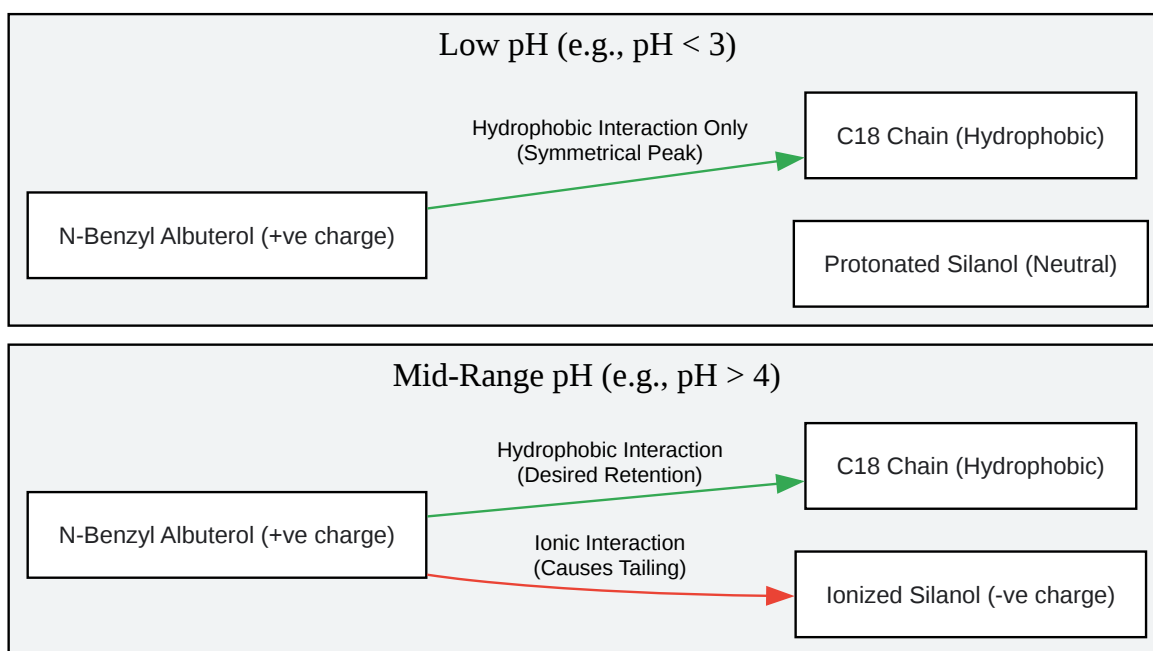 Low pH (e.g., pH < 3)
Hydrophobic Interaction Only
(Symmetrical Peak)
C18 Chain (Hydrophobic)
N-Benzyl Albuterol (+ve charge)
Protonated Silanol (Neutral)
Mid-Range pH (e.g., pH > 4)
Hydrophobic Interaction
(Desired Retention)
C18 Chain (Hydrophobic)
N-Benzyl Albuterol (+ve charge)
Ionic Interaction
(Causes Tailing)
Ionized Silanol (-ve charge)